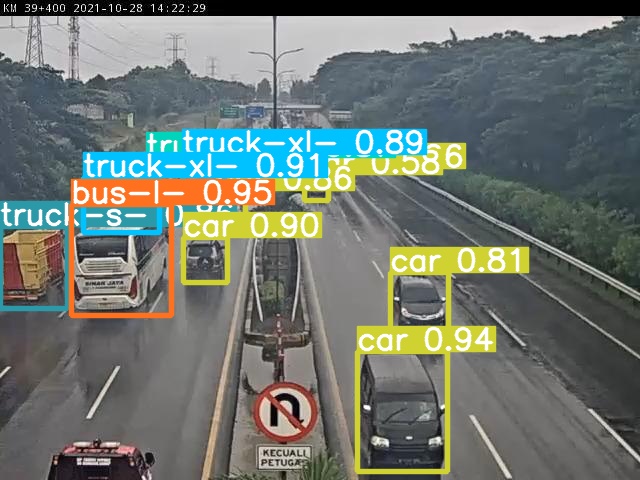 KM 39+400 2021-10-28 14:22:29
truck-xl- 0.89
0.58
truck-xl- 0.91
0.86
bus-l- 0.95
truck-s- 0.86
car 0.90
car 0.81
car 0.94
SINAR JAYA
KECUALI
PETUGAS